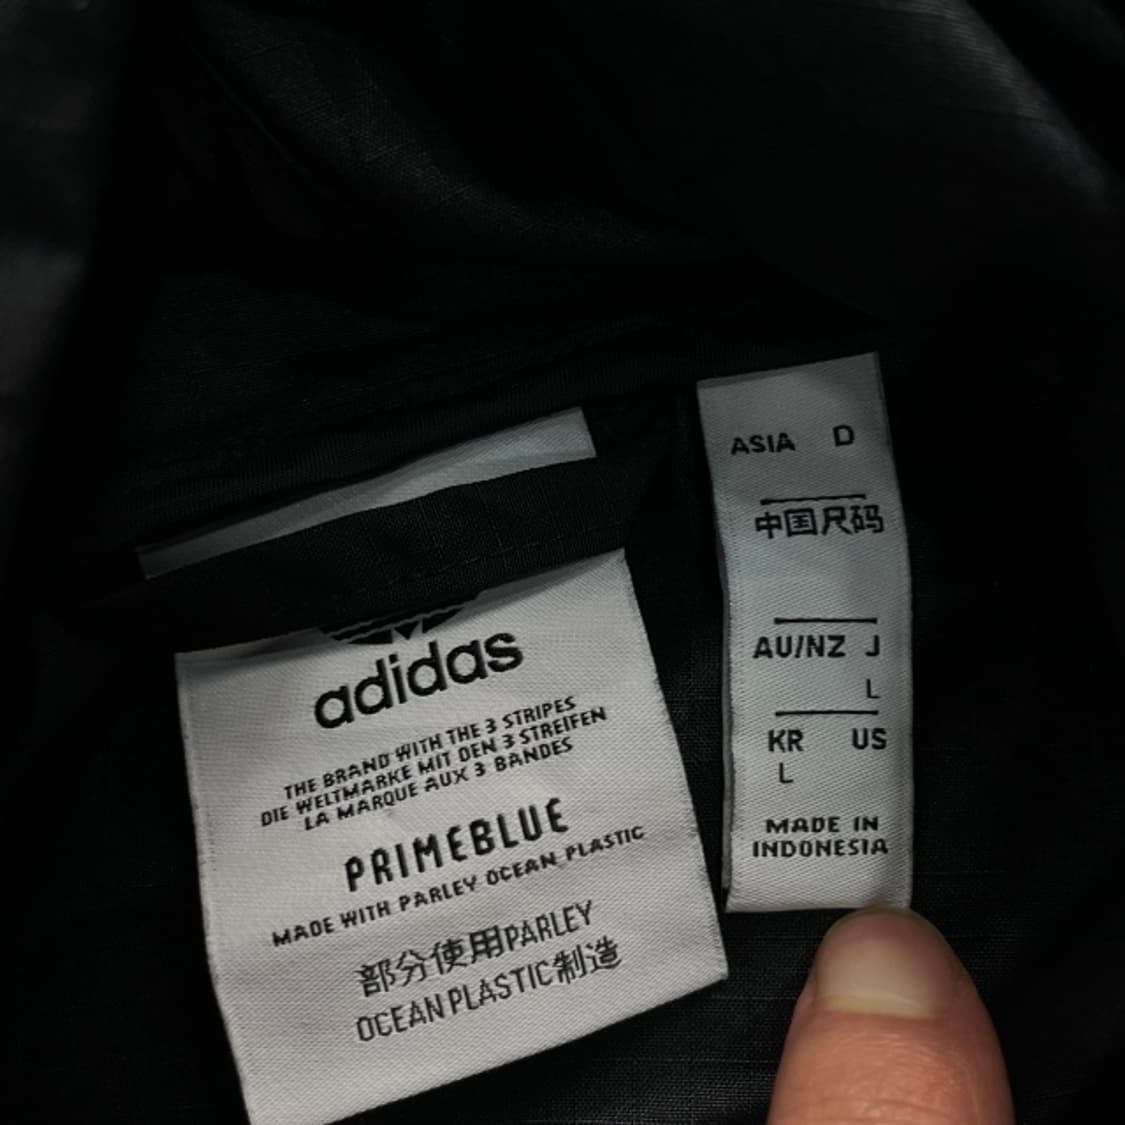 adidas
THE BRAND WITH THE 3 STRIPES
DIE WELTMARKE MIT DEN 3 STREIFEN
LA MARQUE AUX 3 BANDES
PRIMEBLUE
MADE WITH PARLEY OCEAN PLASTIC
部分使用PARLEY
OCEAN PLASTIC制造
ASIA D
中国尺码
AU/NZ J
L
KR US
L
MADE IN
INDONESIA